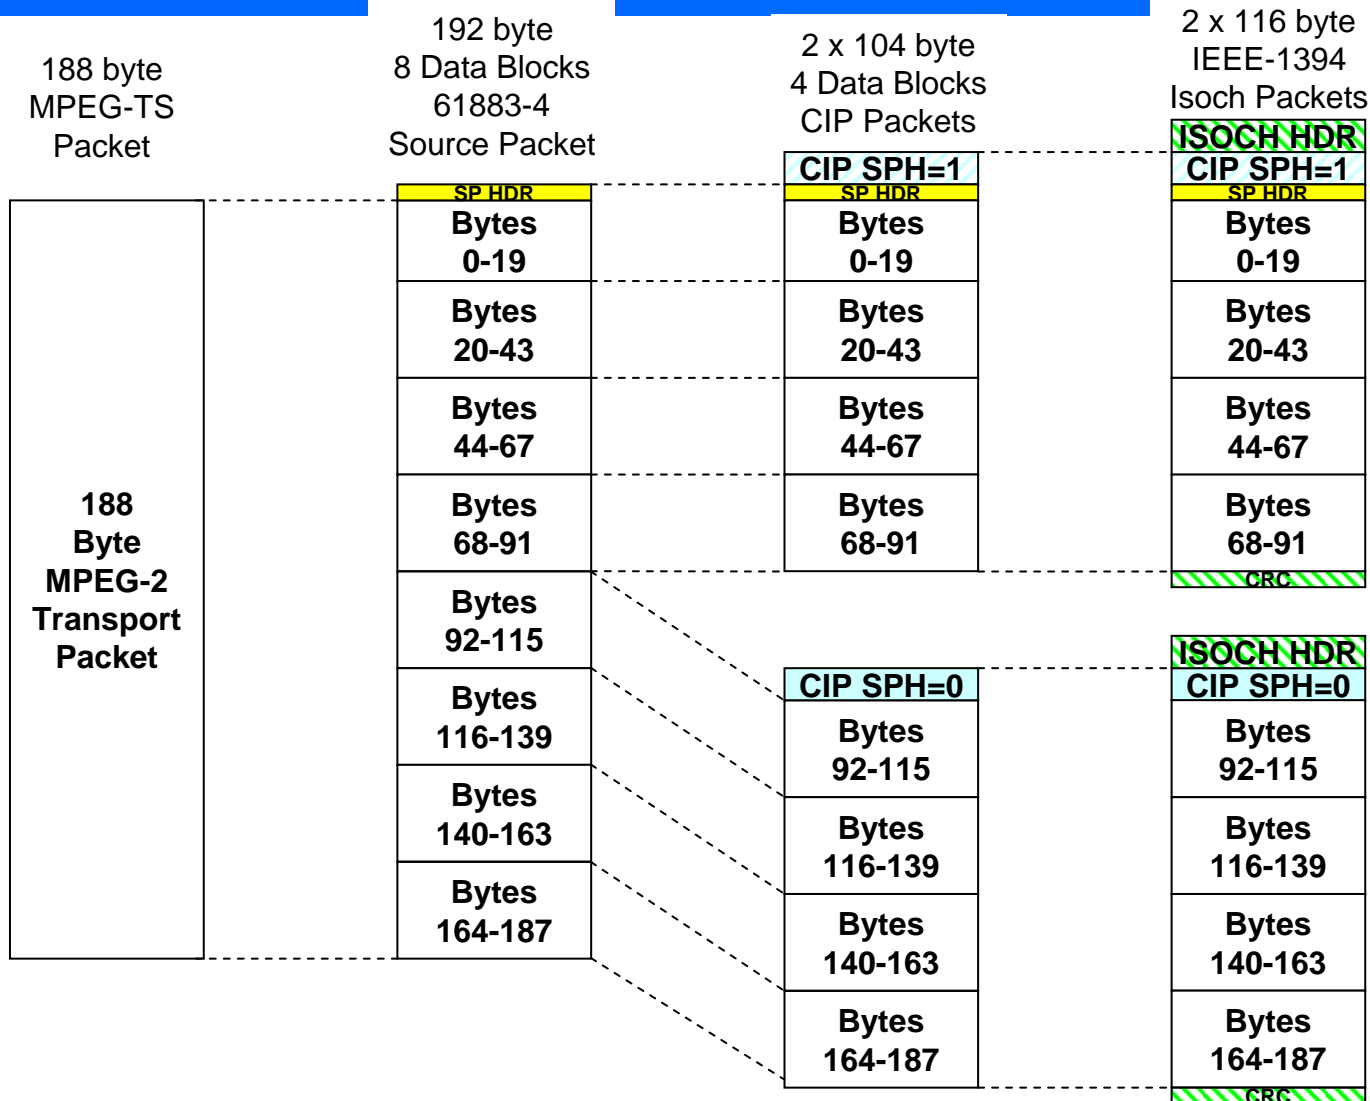 188 byte
MPEG-TS
Packet
188
Byte
MPEG-2
Transport
Packet
192 byte
8 Data Blocks
61883-4
Source Packet
SP HDR
Bytes
0-19
Bytes
20-43
Bytes
44-67
Bytes
68-91
Bytes
92-115
Bytes
116-139
Bytes
140-163
Bytes
164-187
2 x 104 byte
4 Data Blocks
CIP Packets
CIP SPH=1
SP HDR
Bytes
0-19
Bytes
20-43
Bytes
44-67
Bytes
68-91
CIP SPH=0
Bytes
92-115
Bytes
116-139
Bytes
140-163
Bytes
164-187
2 x 116 byte
IEEE-1394
Isoch Packets
ISOCH HDR
CIP SPH=1
SP HDR
Bytes
0-19
Bytes
20-43
Bytes
44-67
Bytes
68-91
CRC
ISOCH HDR
CIP SPH=0
Bytes
92-115
Bytes
116-139
Bytes
140-163
Bytes
164-187
CRC